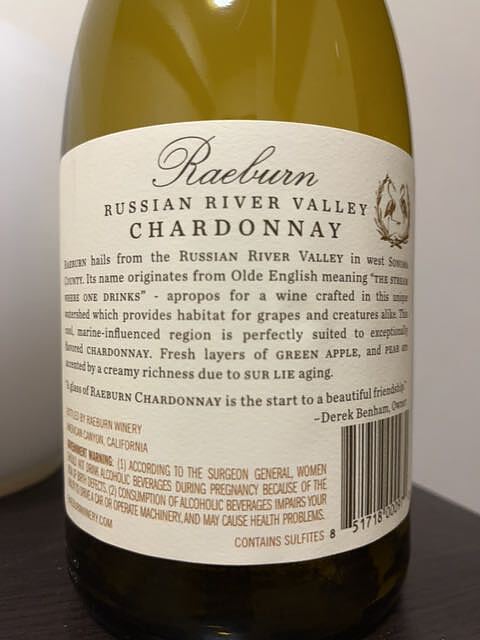 Raeburn
RUSSIAN RIVER VALLEY
CHARDONNAY
RAEBURN hails from the RUSSIAN RIVER VALLEY in west SONOMA
COUNTY. Its name originates from Olde English meaning "THE STREAM
WHERE ONE DRINKS" - apropos for a wine crafted in this unique
watershed which provides habitat for grapes and creatures alike. This
cool, marine-influenced region is perfectly suited to exceptionally
flavored CHARDONNAY. Fresh layers of GREEN APPLE, and PEAR are
accented by a creamy richness due to SUR LIE aging.
"A glass of RAEBURN CHARDONNAY is the start to a beautiful friendship."
-Derek Benham, Owner
BOTTLED BY RAEBURN WINERY
AMERICAN CANYON, CALIFORNIA
GOVERNMENT WARNING: (1) ACCORDING TO THE SURGEON GENERAL, WOMEN
SHOULD NOT DRINK ALCOHOLIC BEVERAGES DURING PREGNANCY BECAUSE OF THE
RISK OF BIRTH DEFECTS. (2) CONSUMPTION OF ALCOHOLIC BEVERAGES IMPAIRS YOUR
ABILITY TO DRIVE A CAR OR OPERATE MACHINERY, AND MAY CAUSE HEALTH PROBLEMS.
CONTAINS SULFITES
8 51718 0009